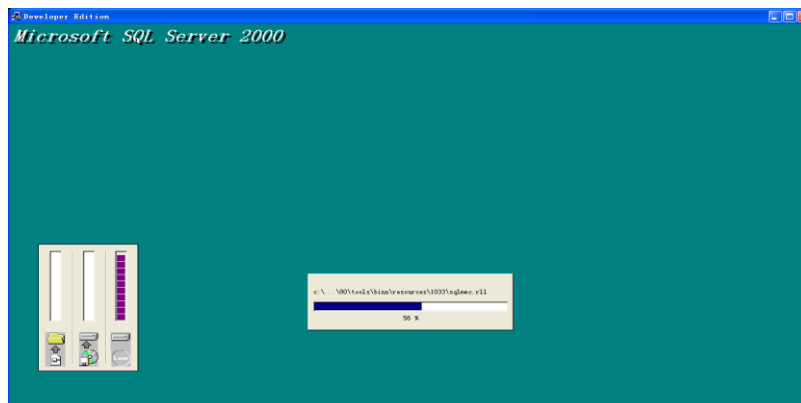 Developer Edition
Microsoft SQL Server 2000
c:\...\80\tools\binn\resources\1033\sqlmmc.rll
56 %